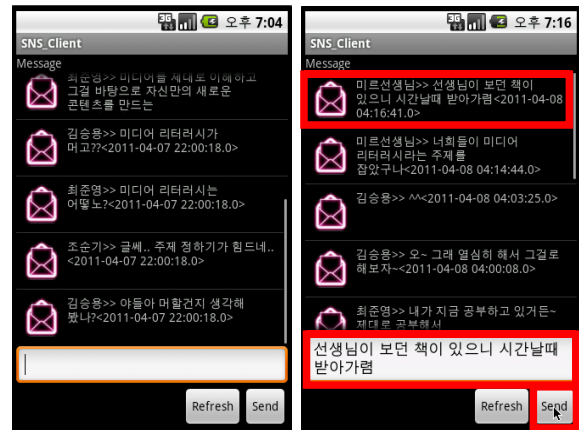 3G 오후 7:04
SNS_Client
Message
최준영>> 미디어를 제대로 이해하고
그걸 바탕으로 자신만의 새로운
콘텐츠를 만드는
김승용>> 미디어 리터러시가
머고??<2011-04-07 22:00:18.0>
최준영>> 미디어 리터러시는
어떻노?<2011-04-07 22:00:18.0>
조순기>> 글쎄.. 주제 정하기가 힘드네..
<2011-04-07 22:00:18.0>
김승용>> 야들아 머할건지 생각해
봤나?<2011-04-07 22:00:18.0>
Refresh Send
3G 오후 7:16
SNS_Client
Message
미르선생님>> 선생님이 보던 책이
있으니 시간날때 받아가렴<2011-04-08
04:16:41.0>
미르선생님>> 너희들이 미디어
리터러시라는 주제를
잡았구나<2011-04-08 04:14:44.0>
김승용>> ^^<2011-04-08 04:03:25.0>
김승용>> 오~ 그래 열심히 해서 그걸로
해보자~<2011-04-08 04:00:08.0>
최준영>> 내가 지금 공부하고 있거든~
제대로 공부해서
선생님이 보던 책이 있으니 시간날때
받아가렴
Refresh Send